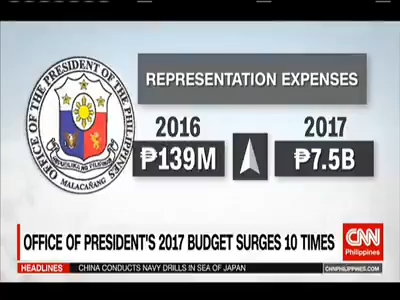 OFFICE OF THE PRESIDENT OF THE PHILIPPINES
MALACAÑANG
REPRESENTATION EXPENSES
2016
2017
₱139M
₱7.5B
OFFICE OF PRESIDENT'S 2017 BUDGET SURGES 10 TIMES
CNN
Philippines
HEADLINES
CHINA CONDUCTS NAVY DRILLS IN SEA OF JAPAN
CNNPHILIPPINES.COM